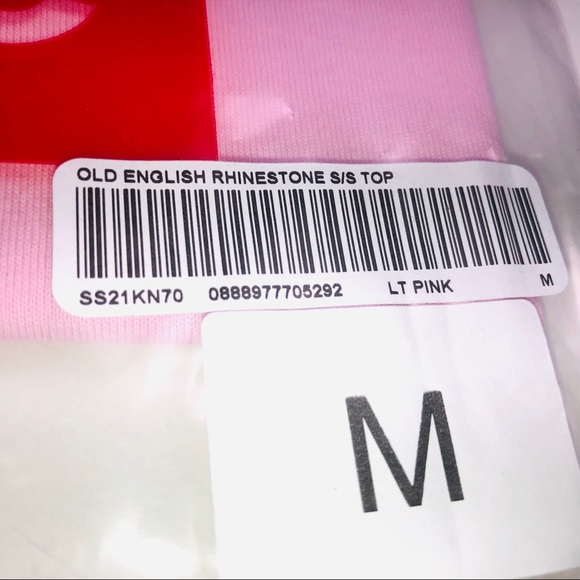 OLD ENGLISH RHINESTONE S/S TOP
SS21KN70 0888977705292 LT PINK M
M